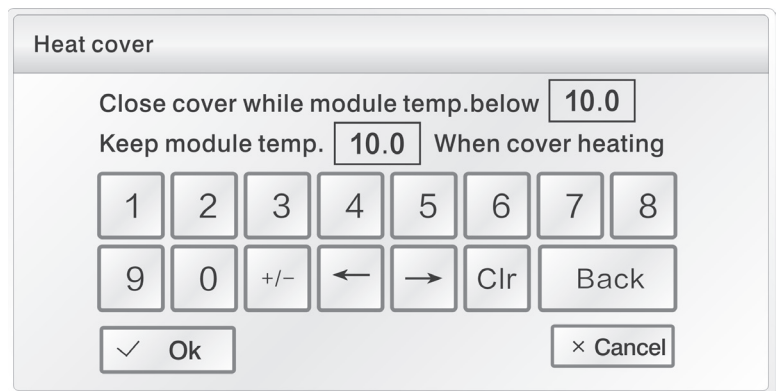 Heat cover
Close cover while module temp.below 10.0
Keep module temp. 10.0 When cover heating
1 2 3 4 5 6 7 8
9 0 +/− ← → Clr Back
✓ Ok × Cancel